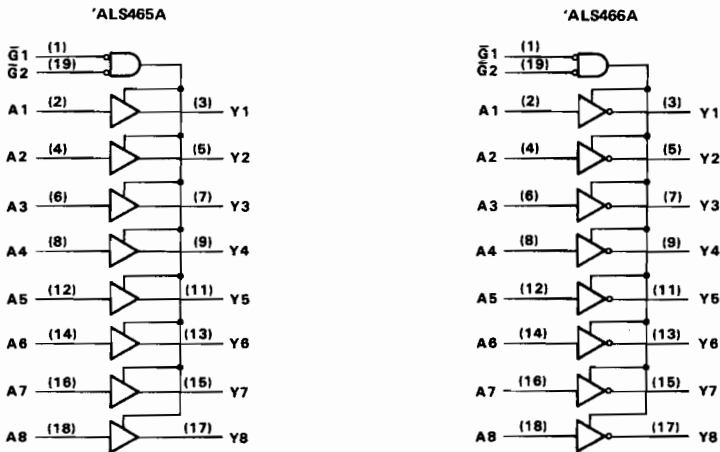 'ALS465A
G̅1 (1)
G̅2 (19)
A1 (2) (3) Y1
A2 (4) (5) Y2
A3 (6) (7) Y3
A4 (8) (9) Y4
A5 (12) (11) Y5
A6 (14) (13) Y6
A7 (16) (15) Y7
A8 (18) (17) Y8
'ALS466A
G̅1 (1)
G̅2 (19)
A1 (2) (3) Y1
A2 (4) (5) Y2
A3 (6) (7) Y3
A4 (8) (9) Y4
A5 (12) (11) Y5
A6 (14) (13) Y6
A7 (16) (15) Y7
A8 (18) (17) Y8